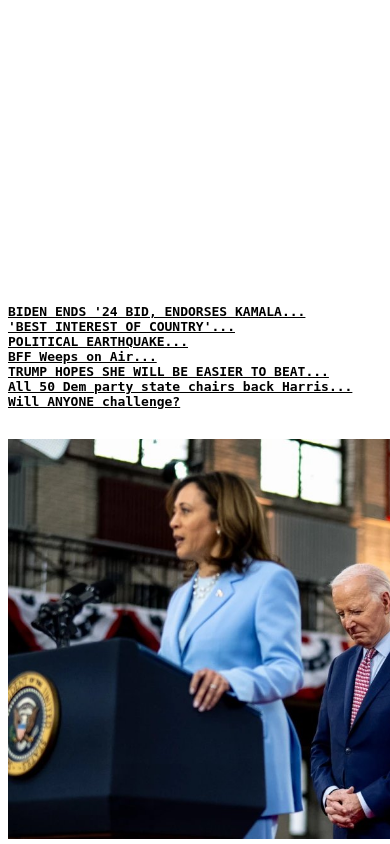 BIDEN ENDS '24 BID, ENDORSES KAMALA...
'BEST INTEREST OF COUNTRY'...
POLITICAL EARTHQUAKE...
BFF Weeps on Air...
TRUMP HOPES SHE WILL BE EASIER TO BEAT...
All 50 Dem party state chairs back Harris...
Will ANYONE challenge?